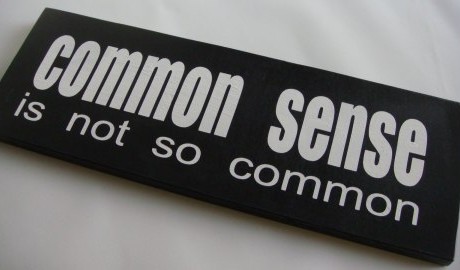 common sense
is not so common